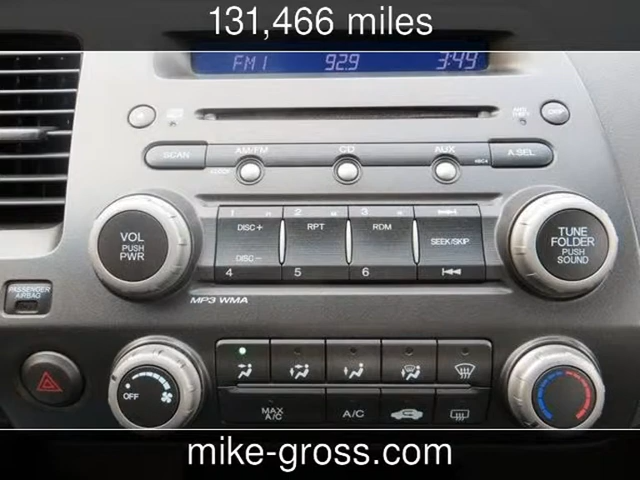 131,466 miles
FM1 92.9 3:49
SCAN AM/FM CD AUX A.SEL
CLOCK
VOL
PUSH
PWR
1 2 3
DISC + RPT RDM SEEK/SKIP
DISC -
4 5 6
TUNE
FOLDER
PUSH
SOUND
PASSENGER
AIRBAG
MP3 WMA
OFF
MAX
A/C
A/C
mike-gross.com